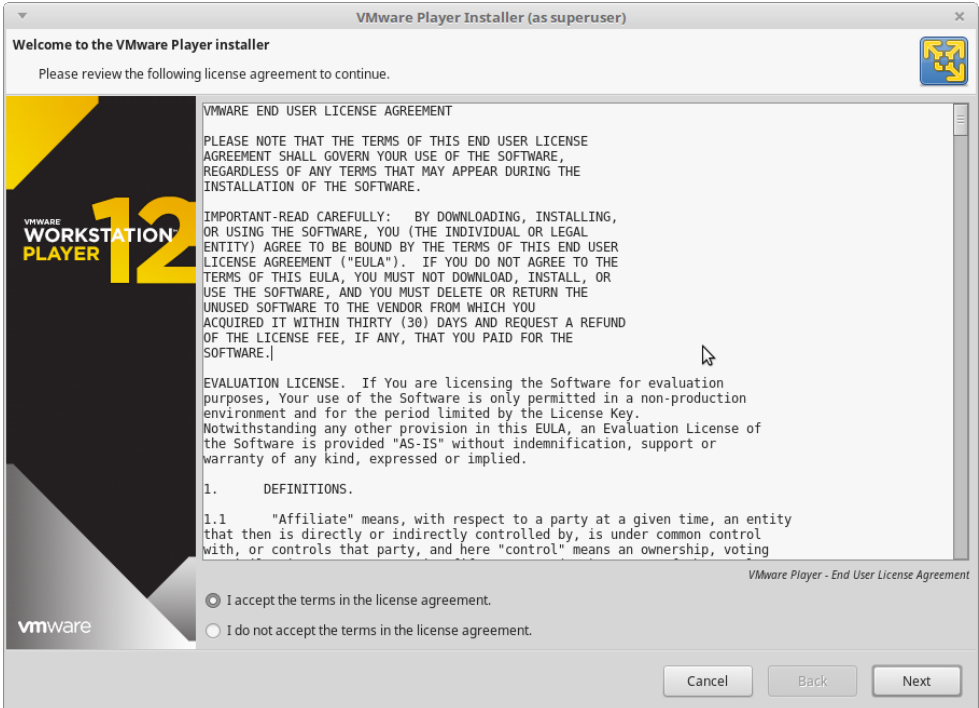 VMware Player Installer (as superuser)
Welcome to the VMware Player installer
Please review the following license agreement to continue.
VMWARE
WORKSTATION™
PLAYER
12
vmware
VMWARE END USER LICENSE AGREEMENT
PLEASE NOTE THAT THE TERMS OF THIS END USER LICENSE
AGREEMENT SHALL GOVERN YOUR USE OF THE SOFTWARE,
REGARDLESS OF ANY TERMS THAT MAY APPEAR DURING THE
INSTALLATION OF THE SOFTWARE.
IMPORTANT-READ CAREFULLY:   BY DOWNLOADING, INSTALLING,
OR USING THE SOFTWARE, YOU (THE INDIVIDUAL OR LEGAL
ENTITY) AGREE TO BE BOUND BY THE TERMS OF THIS END USER
LICENSE AGREEMENT ("EULA").  IF YOU DO NOT AGREE TO THE
TERMS OF THIS EULA, YOU MUST NOT DOWNLOAD, INSTALL, OR
USE THE SOFTWARE, AND YOU MUST DELETE OR RETURN THE
UNUSED SOFTWARE TO THE VENDOR FROM WHICH YOU
ACQUIRED IT WITHIN THIRTY (30) DAYS AND REQUEST A REFUND
OF THE LICENSE FEE, IF ANY, THAT YOU PAID FOR THE
SOFTWARE.
EVALUATION LICENSE.  If You are licensing the Software for evaluation
purposes, Your use of the Software is only permitted in a non-production
environment and for the period limited by the License Key.
Notwithstanding any other provision in this EULA, an Evaluation License of
the Software is provided "AS-IS" without indemnification, support or
warranty of any kind, expressed or implied.
1.      DEFINITIONS.
1.1      "Affiliate" means, with respect to a party at a given time, an entity
that then is directly or indirectly controlled by, is under common control
with, or controls that party, and here "control" means an ownership, voting
VMware Player - End User License Agreement
I accept the terms in the license agreement.
I do not accept the terms in the license agreement.
Cancel
Back
Next